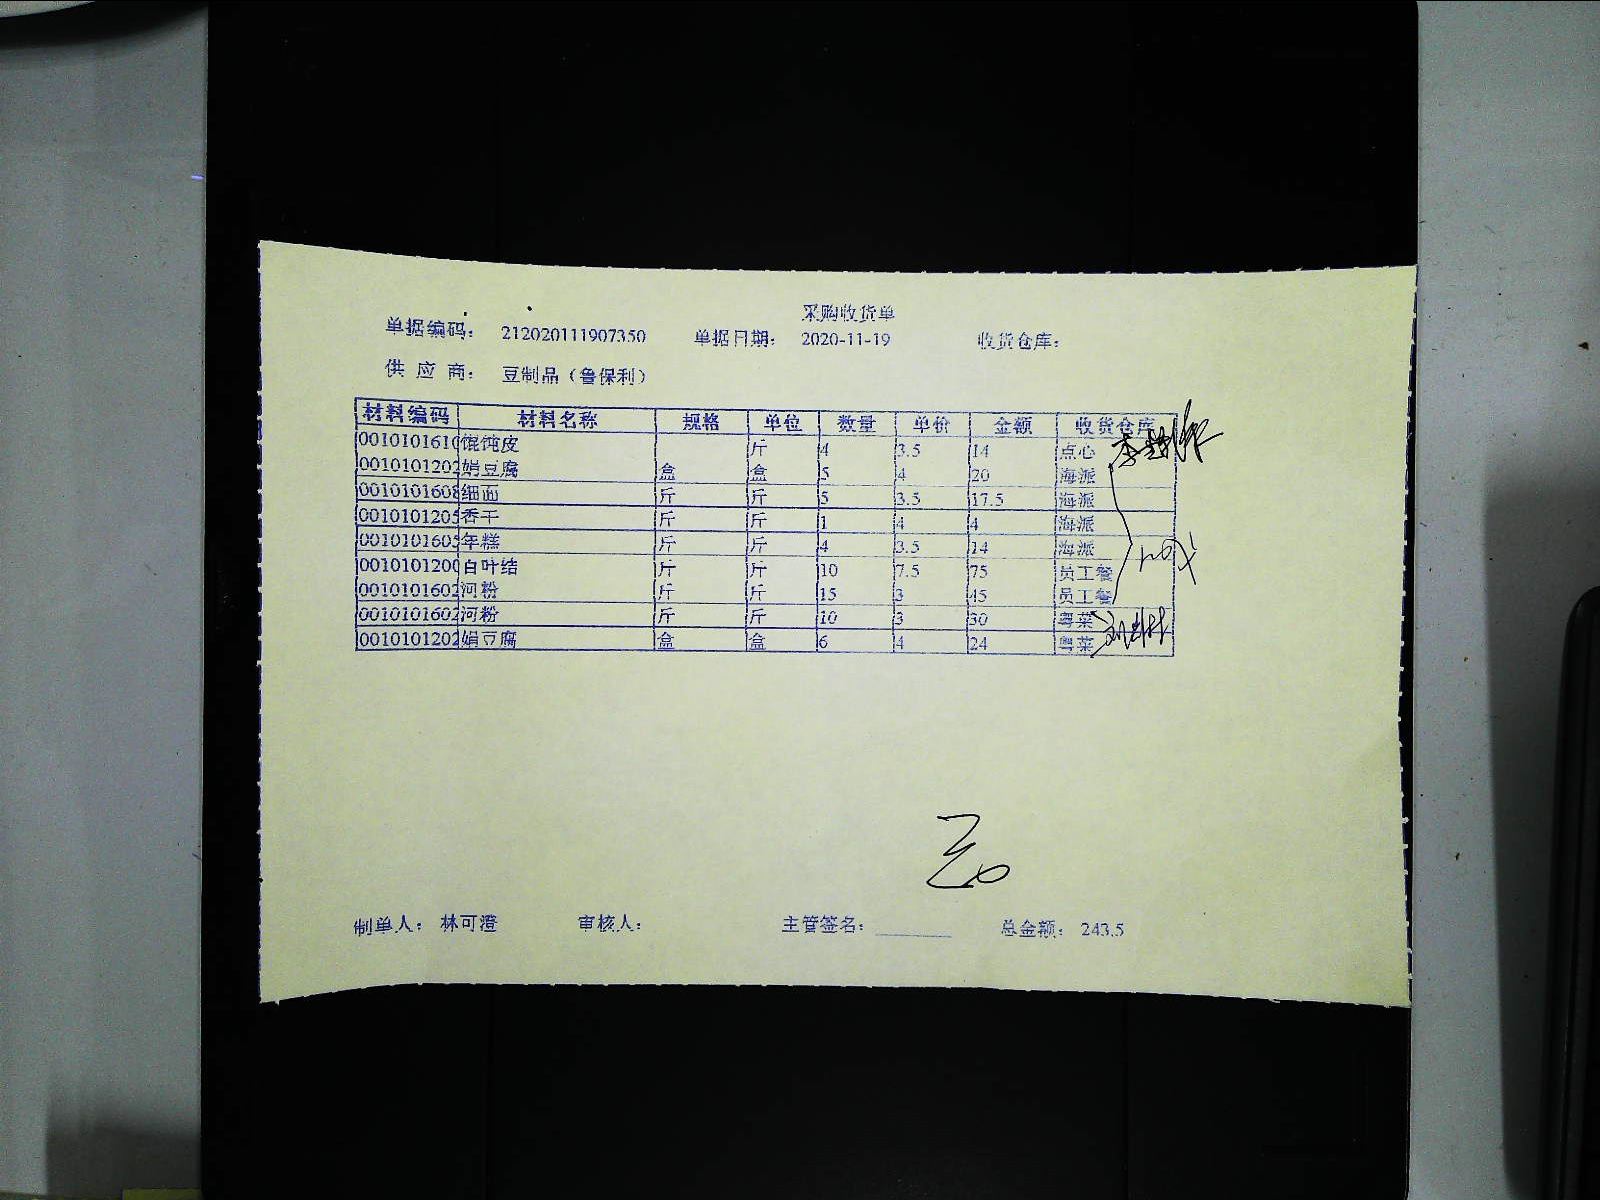 采购收货单
单据编码： 212020111907350 单据日期： 2020-11-19 收货仓库：
供 应 商： 豆制品（鲁保利）
材料编码 材料名称 规格 单位 数量 单价 金额 收货仓库
0010101610 馄饨皮 斤 4 3.5 14 点心
0010101202 娟豆腐 盒 盒 5 4 20 海派
0010101608 细面 斤 斤 5 3.5 17.5 海派
0010101205 香干 斤 斤 1 4 4 海派
0010101605 年糕 斤 斤 4 3.5 14 海派
0010101200 白叶结 斤 斤 10 7.5 75 员工餐
0010101602 河粉 斤 斤 15 3 45 员工餐
0010101602 河粉 斤 斤 10 3 30 粤菜
0010101202 娟豆腐 盒 盒 6 4 24 粤菜
制单人： 林可澄 审核人： 主管签名： 总金额： 243.5